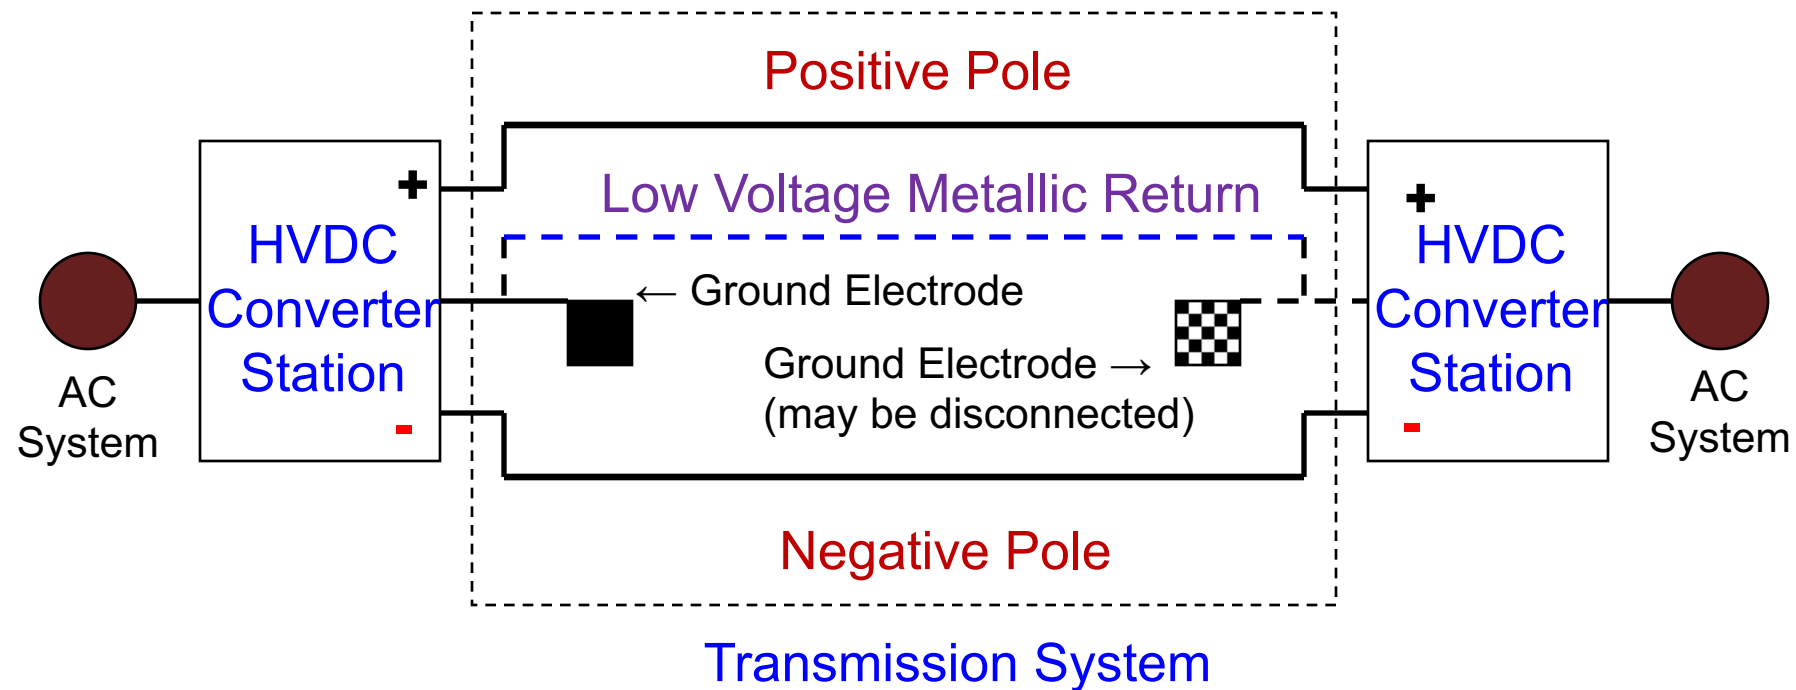 Positive Pole
Low Voltage Metallic Return
+
+
HVDC
Converter
Station
HVDC
Converter
Station
← Ground Electrode
Ground Electrode →
(may be disconnected)
AC
System
AC
System
-
-
Negative Pole
Transmission System